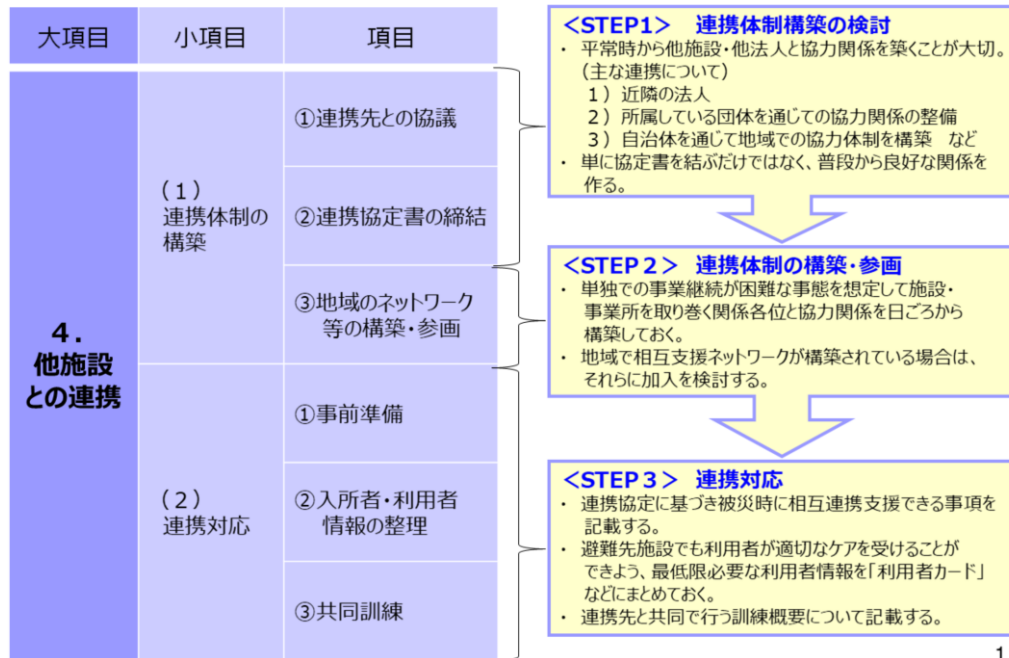 大項目
小項目
項目
4．
他施設
との連携
(1)
連携体制の
構築
①連携先との協議
②連携協定書の締結
③地域のネットワーク
等の構築・参画
(2)
連携対応
①事前準備
②入所者・利用者
情報の整理
③共同訓練
＜STEP1＞ 連携体制構築の検討
・ 平常時から他施設・他法人と協力関係を築くことが大切。
(主な連携について)
1）近隣の法人
2）所属している団体を通じての協力関係の整備
3）自治体を通じて地域での協力体制を構築 など
・ 単に協定書を結ぶだけではなく、普段から良好な関係を
作る。
＜STEP２＞ 連携体制の構築・参画
・ 単独での事業継続が困難な事態を想定して施設・
事業所を取り巻く関係各位と協力関係を日ごろから
構築しておく。
・ 地域で相互支援ネットワークが構築されている場合は、
それらに加入を検討する。
＜STEP３＞ 連携対応
・ 連携協定に基づき被災時に相互連携支援できる事項を
記載する。
・ 避難先施設でも利用者が適切なケアを受けることが
できよう、最低限必要な利用者情報を「利用者カード」
などにまとめておく。
・ 連携先と共同で行う訓練概要について記載する。
1